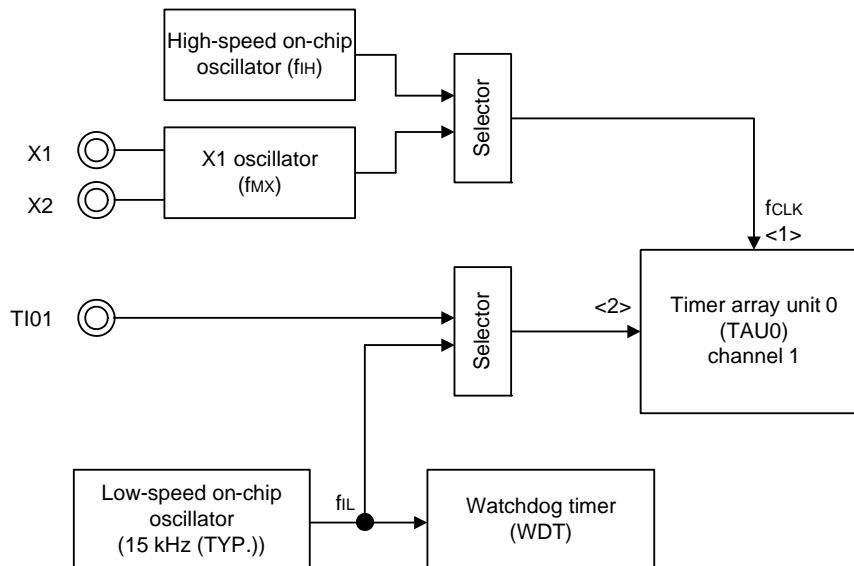 High-speed on-chip
oscillator (fIH)
Selector
X1
X2
X1 oscillator
(fMX)
fCLK
<1>
TI01
Selector
<2>
Timer array unit 0
(TAU0)
channel 1
Low-speed on-chip
oscillator
(15 kHz (TYP.))
fIL
Watchdog timer
(WDT)